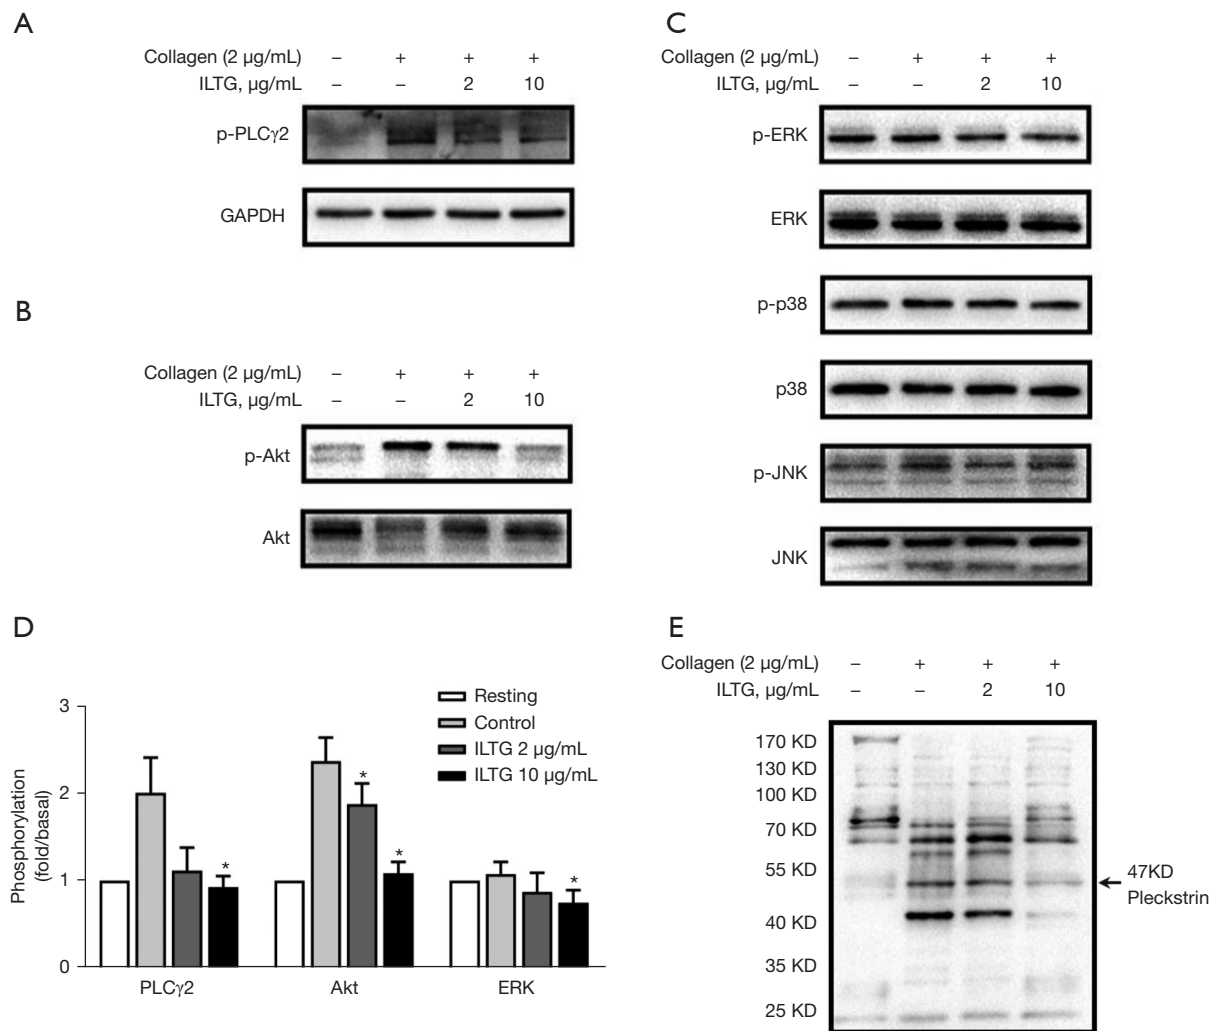 A
Collagen (2 µg/mL) – + + +
ILTG, µg/mL – – 2 10
p-PLCγ2
GAPDH
B
Collagen (2 µg/mL) – + + +
ILTG, µg/mL – – 2 10
p-Akt
Akt
C
Collagen (2 µg/mL) – + + +
ILTG, µg/mL – – 2 10
p-ERK
ERK
p-p38
p38
p-JNK
JNK
D
Phosphorylation
(fold/basal)
3
2
1
0
Resting
Control
ILTG 2 µg/mL
ILTG 10 µg/mL
*
*
*
*
PLCγ2 Akt ERK
E
Collagen (2 µg/mL) – + + +
ILTG, µg/mL – – 2 10
170 KD
130 KD
100 KD
70 KD
55 KD
40 KD
35 KD
25 KD
47KD
Pleckstrin